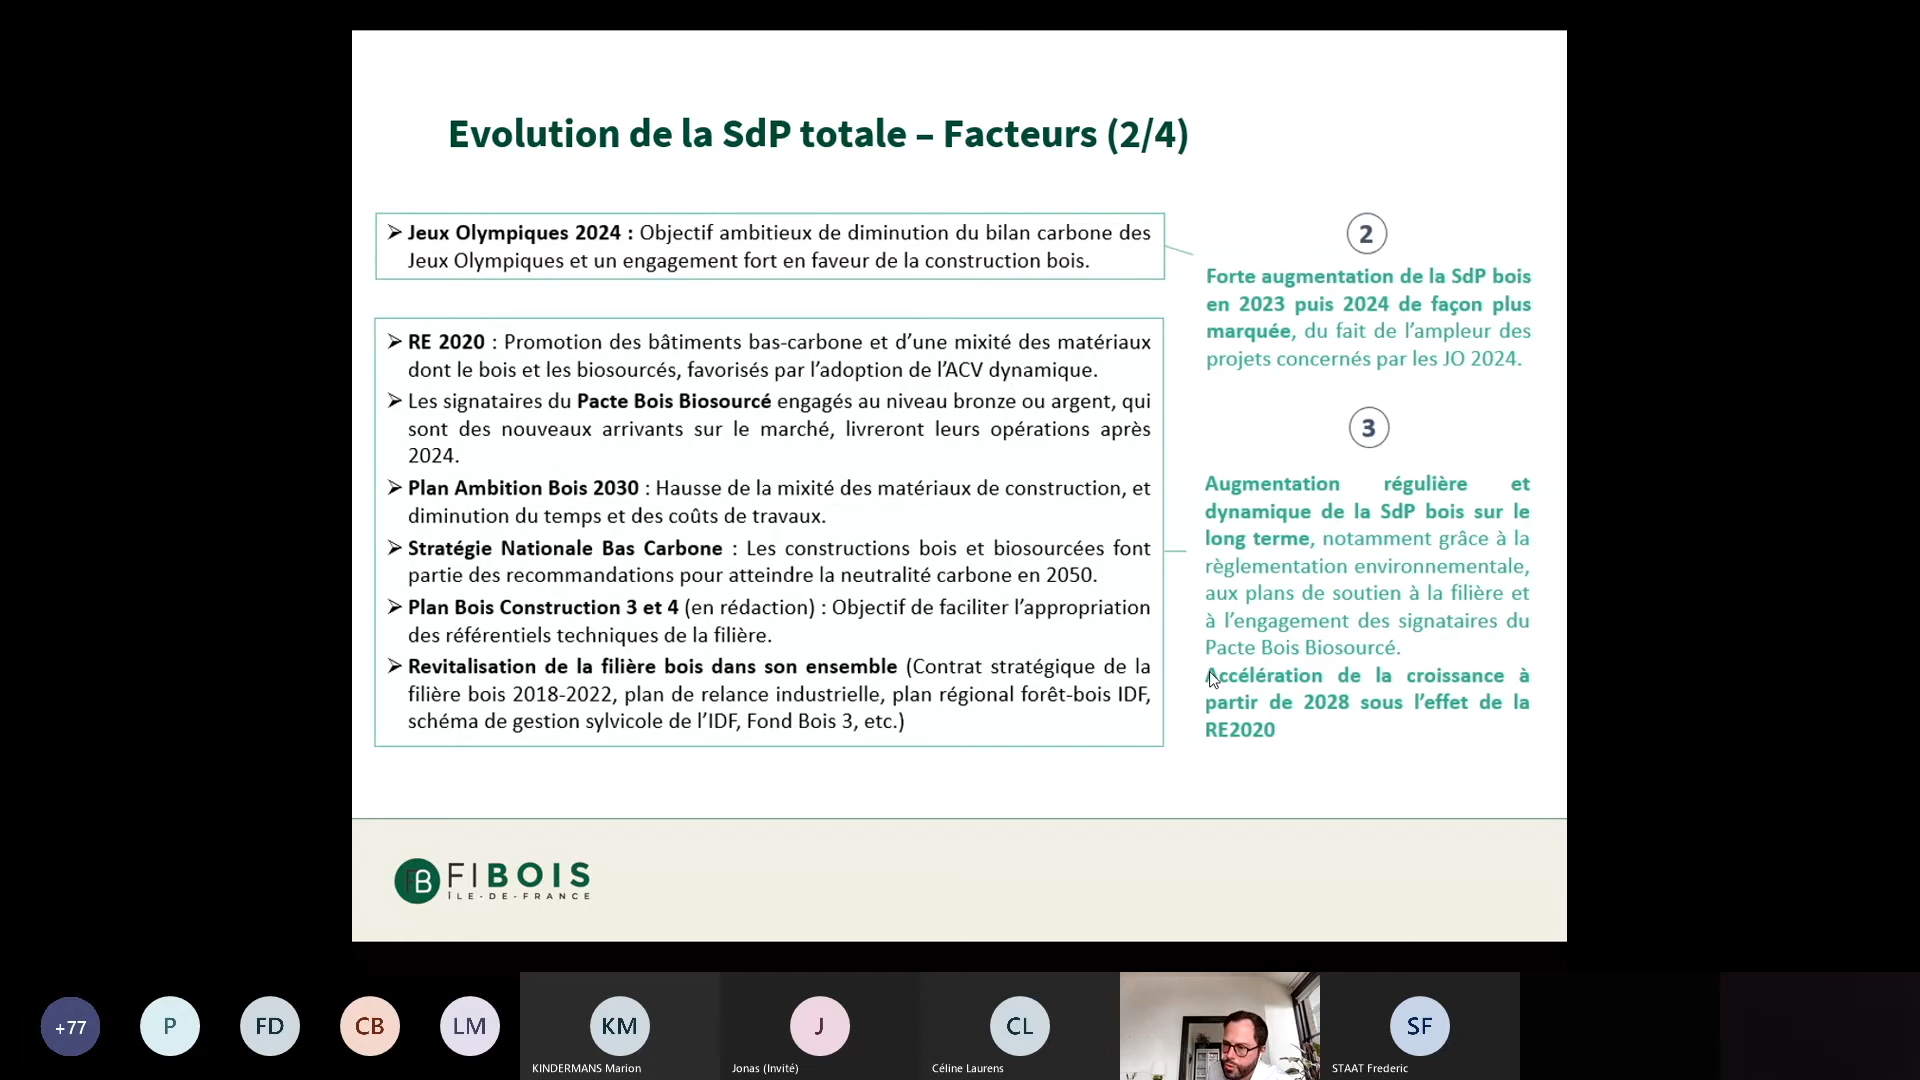 Evolution de la SdP totale – Facteurs (2/4)
➢ Jeux Olympiques 2024 : Objectif ambitieux de diminution du bilan carbone des
Jeux Olympiques et un engagement fort en faveur de la construction bois.
➢ RE 2020 : Promotion des bâtiments bas-carbone et d’une mixité des matériaux
dont le bois et les biosourcés, favorisés par l’adoption de l’ACV dynamique.
➢ Les signataires du Pacte Bois Biosourcé engagés au niveau bronze ou argent, qui
sont des nouveaux arrivants sur le marché, livreront leurs opérations après
2024.
➢ Plan Ambition Bois 2030 : Hausse de la mixité des matériaux de construction, et
diminution du temps et des coûts de travaux.
➢ Stratégie Nationale Bas Carbone : Les constructions bois et biosourcées font
partie des recommandations pour atteindre la neutralité carbone en 2050.
➢ Plan Bois Construction 3 et 4 (en rédaction) : Objectif de faciliter l’appropriation
des référentiels techniques de la filière.
➢ Revitalisation de la filière bois dans son ensemble (Contrat stratégique de la
filière bois 2018-2022, plan de relance industrielle, plan régional forêt-bois IDF,
schéma de gestion sylvicole de l’IDF, Fond Bois 3, etc.)
2
Forte augmentation de la SdP bois
en 2023 puis 2024 de façon plus
marquée, du fait de l’ampleur des
projets concernés par les JO 2024.
3
Augmentation régulière et
dynamique de la SdP bois sur le
long terme, notamment grâce à la
règlementation environnementale,
aux plans de soutien à la filière et
à l’engagement des signataires du
Pacte Bois Biosourcé.
Accélération de la croissance à
partir de 2028 sous l’effet de la
RE2020
FB FIBOIS
ÎLE-DE-FRANCE
+77 P FD CB LM KM J CL SF
KINDERMANS Marion Jonas (Invité) Céline Laurens STAAT Frederic